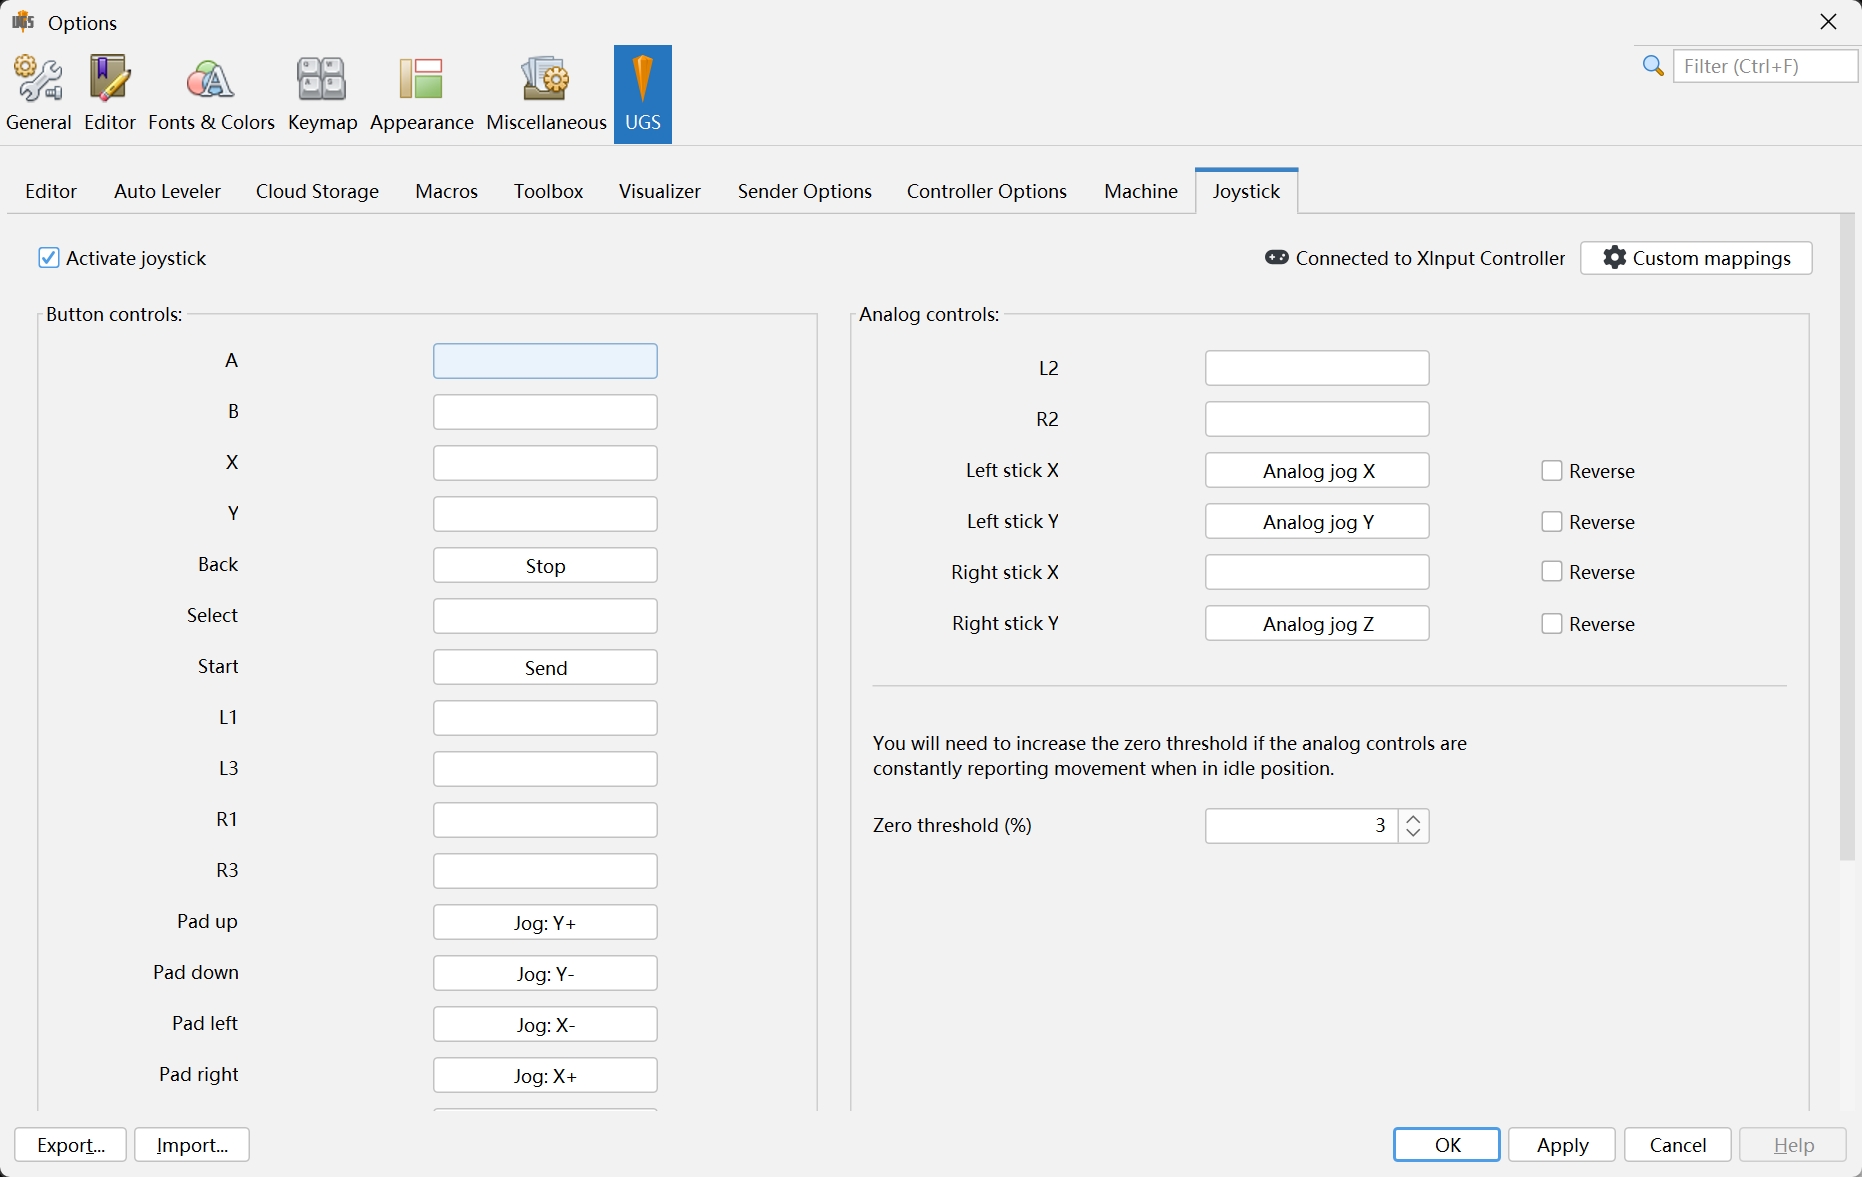 UGS
Options
Filter (Ctrl+F)
General
Editor
Fonts & Colors
Keymap
Appearance
Miscellaneous
UGS
Editor
Auto Leveler
Cloud Storage
Macros
Toolbox
Visualizer
Sender Options
Controller Options
Machine
Joystick
Activate joystick
Connected to XInput Controller
Custom mappings
Button controls:
A
B
X
Y
Back
Stop
Select
Start
Send
L1
L3
R1
R3
Pad up
Jog: Y+
Pad down
Jog: Y-
Pad left
Jog: X-
Pad right
Jog: X+
Analog controls:
L2
R2
Left stick X
Analog jog X
Reverse
Left stick Y
Analog jog Y
Reverse
Right stick X
Reverse
Right stick Y
Analog jog Z
Reverse
You will need to increase the zero threshold if the analog controls are
constantly reporting movement when in idle position.
Zero threshold (%)
3
Export...
Import...
OK
Apply
Cancel
Help